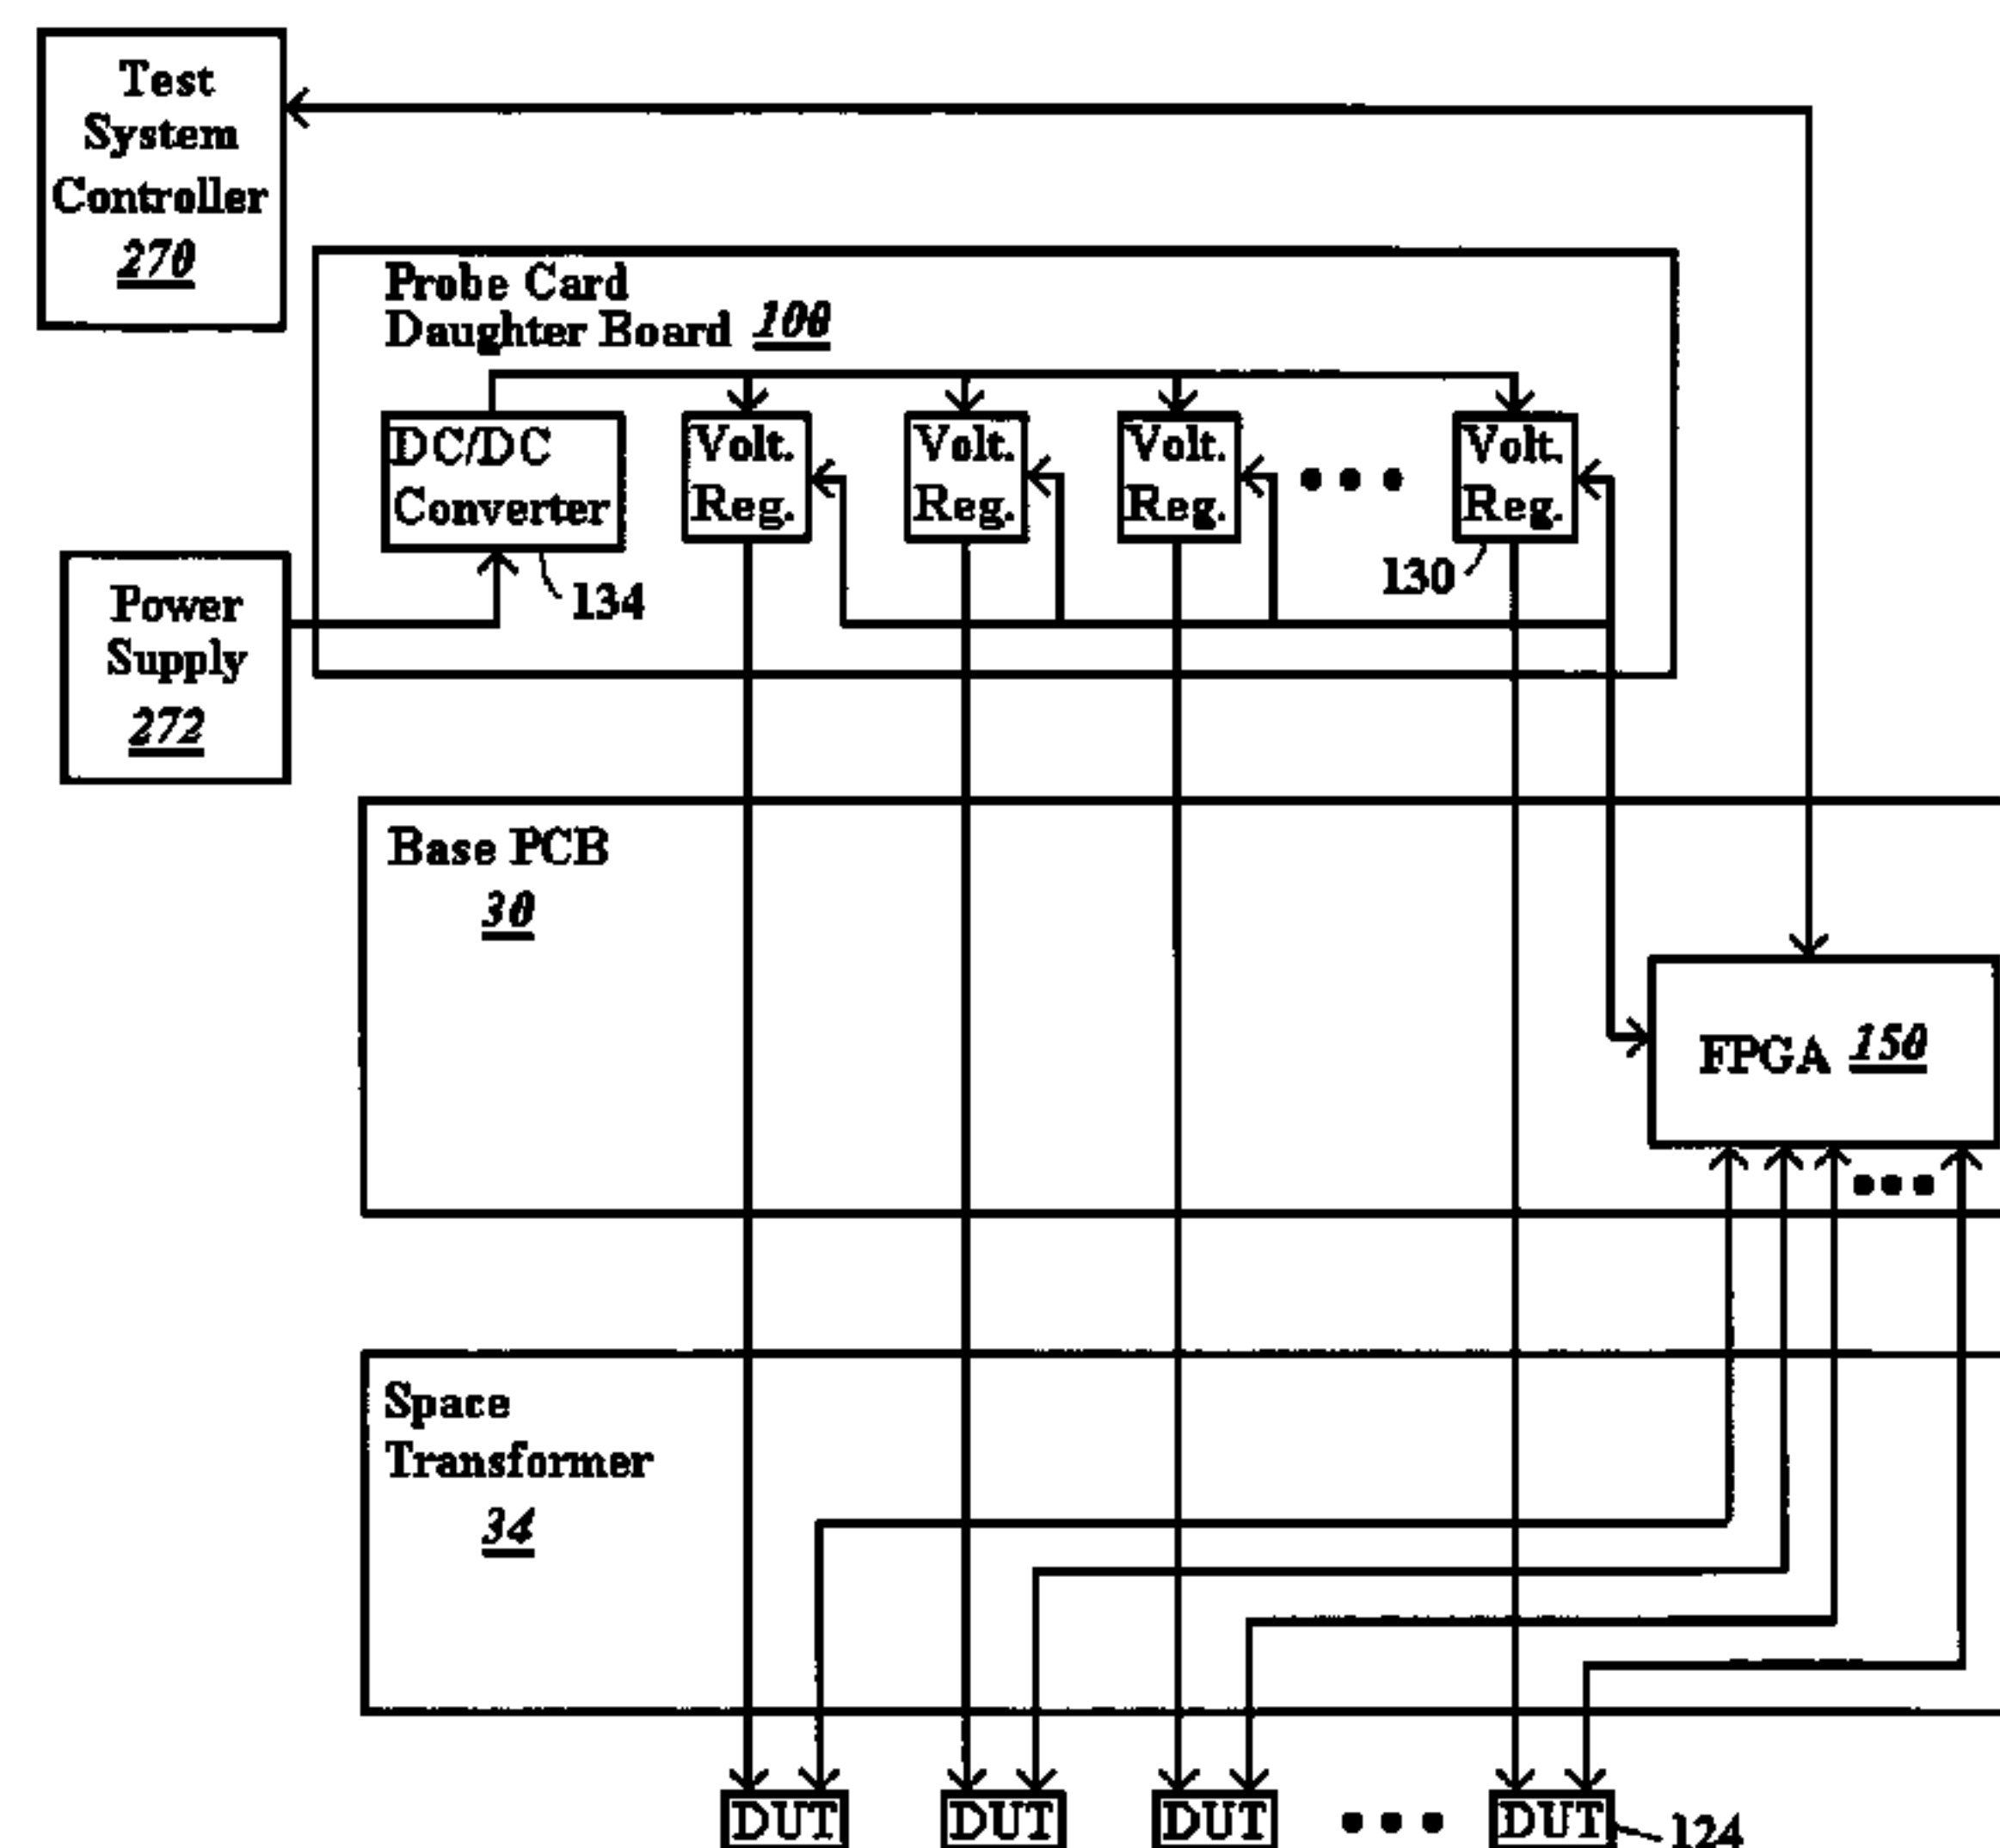 Test
System
Controller
270
Probe Card
Daughter Board 100
DC/DC
Converter
Volt.
Reg.
Volt.
Reg.
Volt.
Reg.
Volt.
Reg.
134
130
Power
Supply
272
Base PCB
30
FPGA 150
Space
Transformer
34
DUT
DUT
DUT
DUT
124